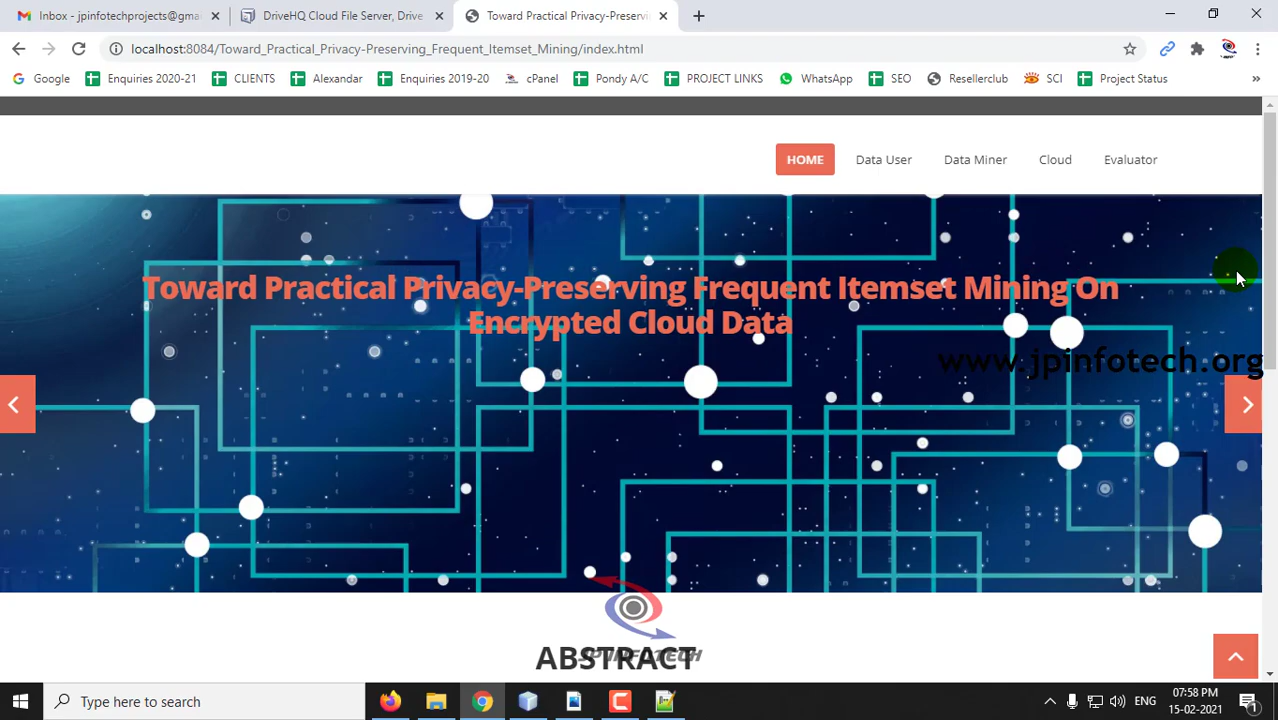 Inbox - jpinfotechprojects@gma
DriveHQ Cloud File Server, Drive
Toward Practical Privacy-Preservi
localhost:8084/Toward_Practical_Privacy-Preserving_Frequent_Itemset_Mining/index.html
Google
Enquiries 2020-21
CLIENTS
Alexandar
Enquiries 2019-20
cPanel
Pondy A/C
PROJECT LINKS
WhatsApp
SEO
Resellerclub
SCI
Project Status
HOME
Data User
Data Miner
Cloud
Evaluator
Toward Practical Privacy-Preserving Frequent Itemset Mining On
Encrypted Cloud Data
www.jpinfotech.org
ABSTRACT
JP INFOTECH
Type here to search
ENG
07:58 PM
15-02-2021
1